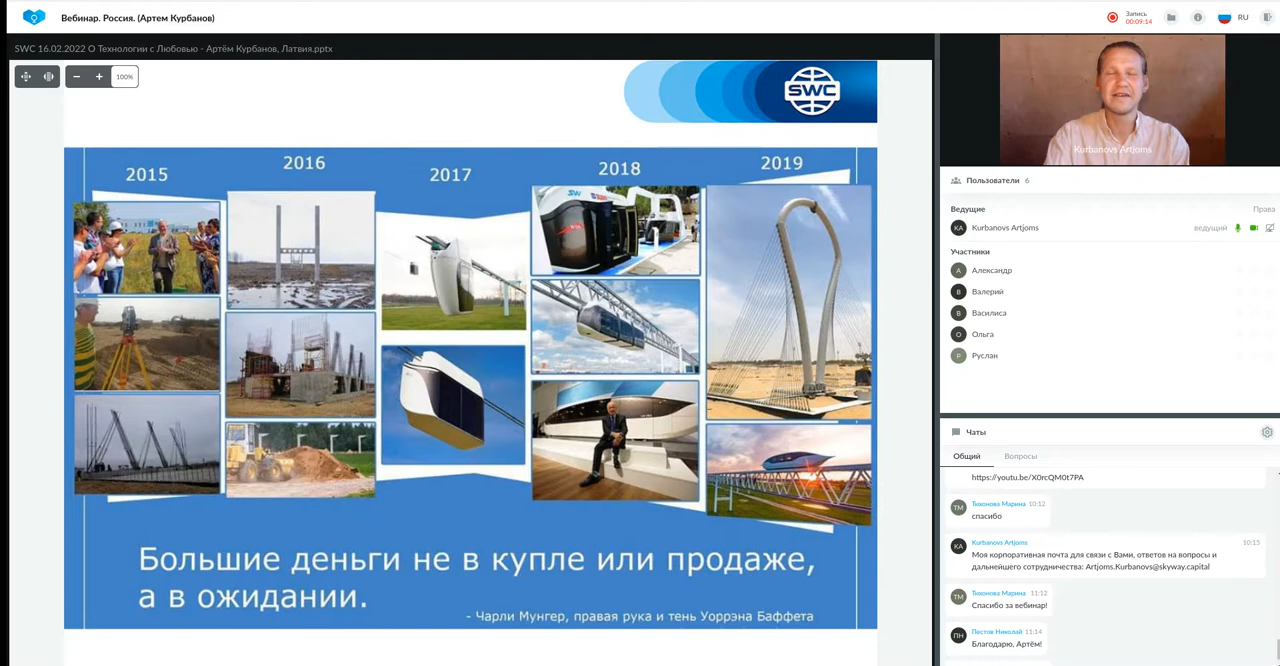 Вебинар. Россия. (Артем Курбанов)
Запись
00:09:14
RU
SWC 16.02.2022 О Технологии с Любовью - Артём Курбанов, Латвия.pptx
100%
SWC
2015
2016
2017
2018
2019
Большие деньги не в купле или продаже,
а в ожидании.
- Чарли Мунгер, правая рука и тень Уоррэна Баффета
Kurbanovs Artjoms
Пользователи 6
Ведущие Права
KA Kurbanovs Artjoms ведущий
Участники
А Александр
В Валерий
В Василиса
О Ольга
Р Руслан
Чаты
Общий Вопросы
https://youtu.be/X0rcQM0t7PA
ТМ Тихонова Марина 10:12
спасибо
KA Kurbanovs Artjoms 10:15
Моя корпоративная почта для связи с Вами, ответов на вопросы и
дальнейшего сотрудничества: Artjoms.Kurbanovs@skyway.capital
ТМ Тихонова Марина 11:12
Спасибо за вебинар!
ПН Пестов Николай 11:14
Благодарю, Артём!